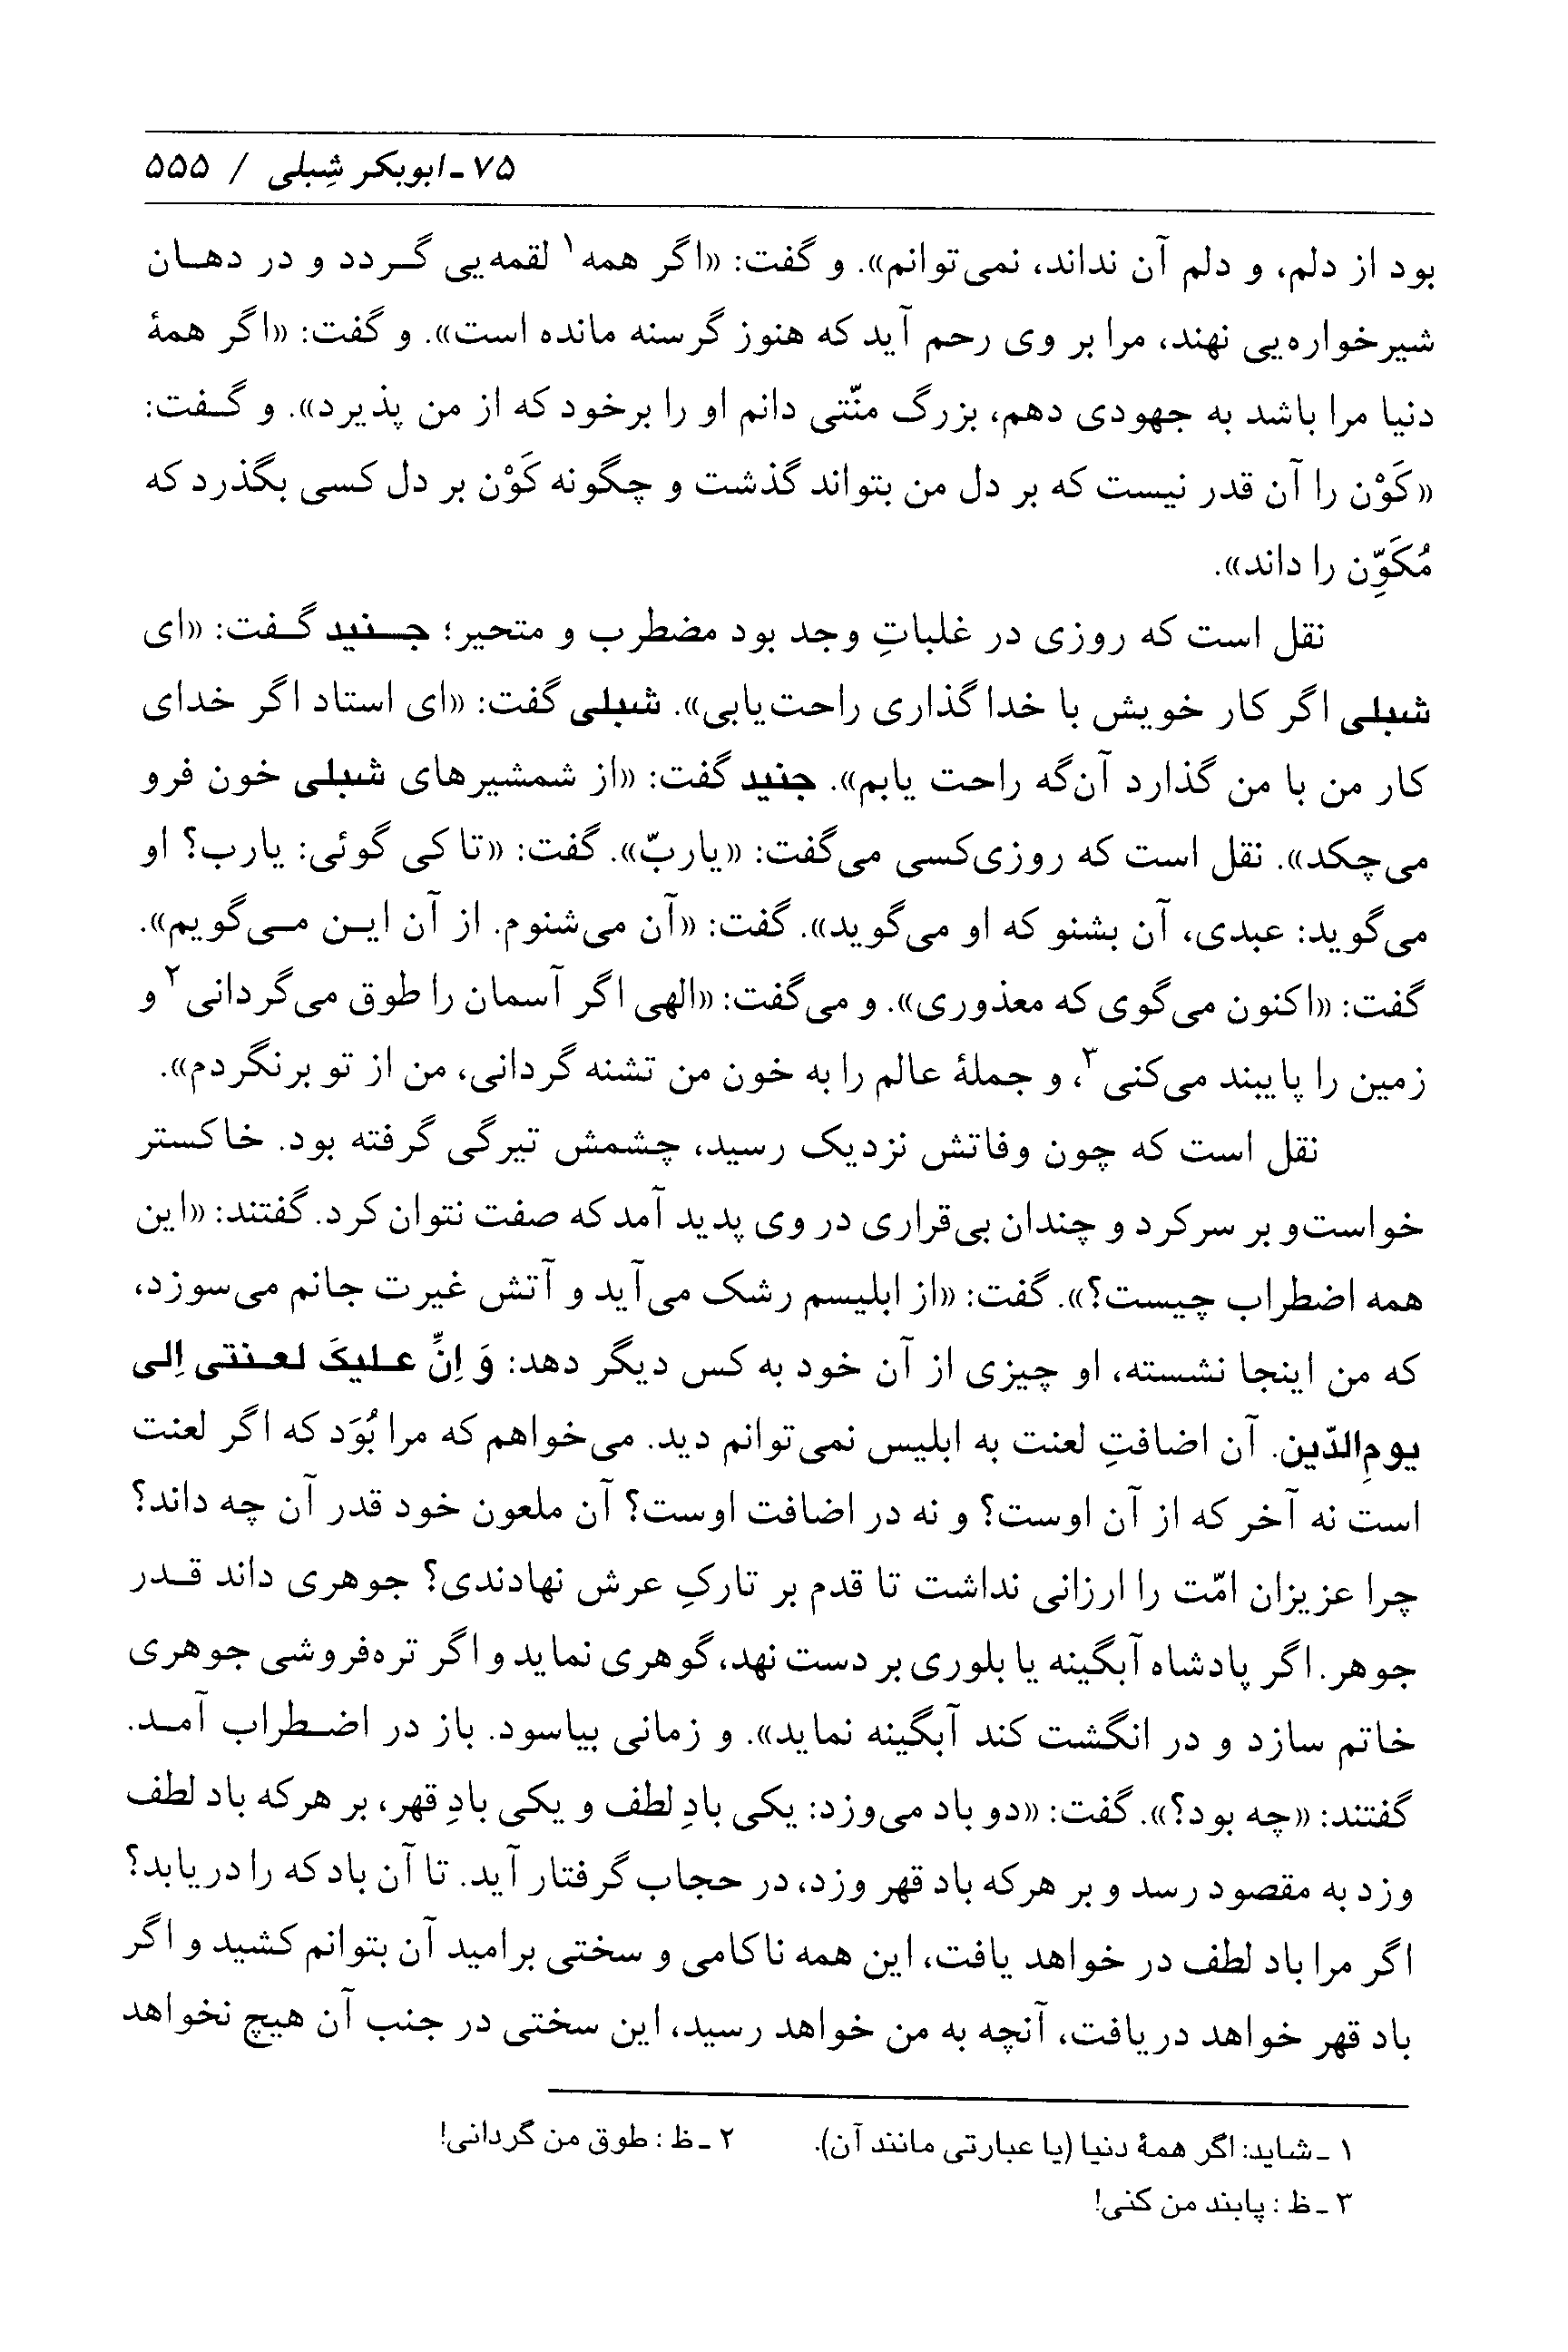 ۷۵ـ ابوبکر شِبلی / ۵۵۵
بود از دلم، و دلم آن نداند، نمی‌توانم». و گفت: «اگر همه۱ لقمه‌یی گردد و در دهان
شیرخواره‌یی نهند، مرا بر وی رحم آید که هنوز گرسنه مانده است». و گفت: «اگر همهٔ
دنیا مرا باشد به جهودی دهم، بزرگ منّتی دانم او را برخود که از من پذیرد». و گفت:
«کَوْن را آن قدر نیست که بر دل من بتواند گذشت و چگونه کَوْن بر دل کسی بگذرد که
مُکَوِّن را داند».
نقل است که روزی در غلباتِ وجد بود مضطرب و متحیر؛ جنید گفت: «ای
شبلی اگر کار خویش با خدا گذاری راحت‌یابی». شبلی گفت: «ای استاد اگر خدای
کار من با من گذارد آن‌گه راحت یابم». جنید گفت: «از شمشیرهای شبلی خون فرو
می‌چکد». نقل است که روزی‌کسی می‌گفت: «یاربّ». گفت: «تا کی گوئی: یارب؟ او
می‌گوید: عبدی، آن بشنو که او می‌گوید». گفت: «آن می‌شنوم. از آن این می‌گویم».
گفت: «اکنون می‌گوی که معذوری». و می‌گفت: «الهی اگر آسمان را طوق می‌گردانی۲ و
زمین را پایبند می‌کنی۳، و جملهٔ عالم را به خون من تشنه گردانی، من از تو برنگردم».
نقل است که چون وفاتش نزدیک رسید، چشمش تیرگی گرفته بود. خاکستر
خواست‌و بر سر کرد و چندان بی‌قراری در وی پدید آمد که صفت نتوان کرد. گفتند: «این
همه اضطراب چیست؟». گفت: «از ابلیسم رشک می‌آید و آتش غیرت جانم می‌سوزد،
که من اینجا نشسته، او چیزی از آن خود به کس دیگر دهد: وَ اِنِّ عَلیکَ لعنتی اِلی
یومِ‌الدّین. آن اضافتِ لعنت به ابلیس نمی‌توانم دید. می‌خواهم که مرا بُوَد که اگر لعنت
است نه آخر که از آن اوست؟ و نه در اضافت اوست؟ آن ملعون خود قدر آن چه داند؟
چرا عزیزان امّت را ارزانی نداشت تا قدم بر تارکِ عرش نهادندی؟ جوهری داند قدر
جوهر. اگر پادشاه آبگینه یا بلوری بر دست نهد، گوهری نماید و اگر تره‌فروشی جوهری
خاتم سازد و در انگشت کند آبگینه نماید». و زمانی بیاسود. باز در اضطراب آمد.
گفتند: «چه بود؟». گفت: «دو باد می‌وزد: یکی بادِ لطف و یکی بادِ قهر، بر هرکه باد لطف
وزد به مقصود رسد و بر هرکه باد قهر وزد، در حجاب گرفتار آید. تا آن باد که را دریابد؟
اگر مرا باد لطف در خواهد یافت، این همه ناکامی و سختی برامید آن بتوانم کشید و اگر
باد قهر خواهد دریافت، آنچه به من خواهد رسید، این سختی در جنب آن هیچ نخواهد
۱ ـ شاید: اگر همهٔ دنیا (یا عبارتی مانند آن). ۲ ـ ظ : طوق من گردانی!
۳ ـ ظ : پابند من کنی!